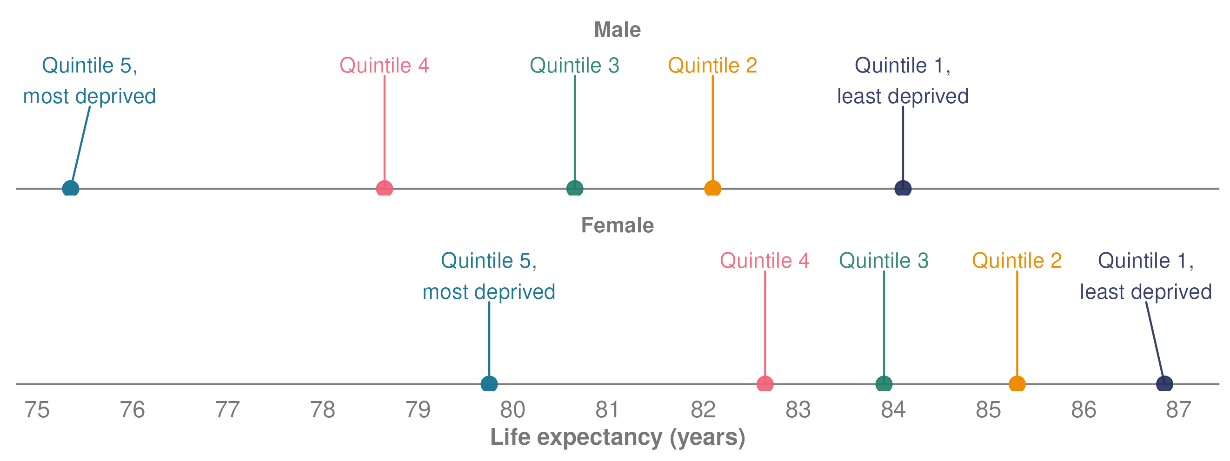 Male
Quintile 5,
most deprived
Quintile 4
Quintile 3
Quintile 2
Quintile 1,
least deprived
Female
Quintile 5,
most deprived
Quintile 4
Quintile 3
Quintile 2
Quintile 1,
least deprived
75 76 77 78 79 80 81 82 83 84 85 86 87
Life expectancy (years)